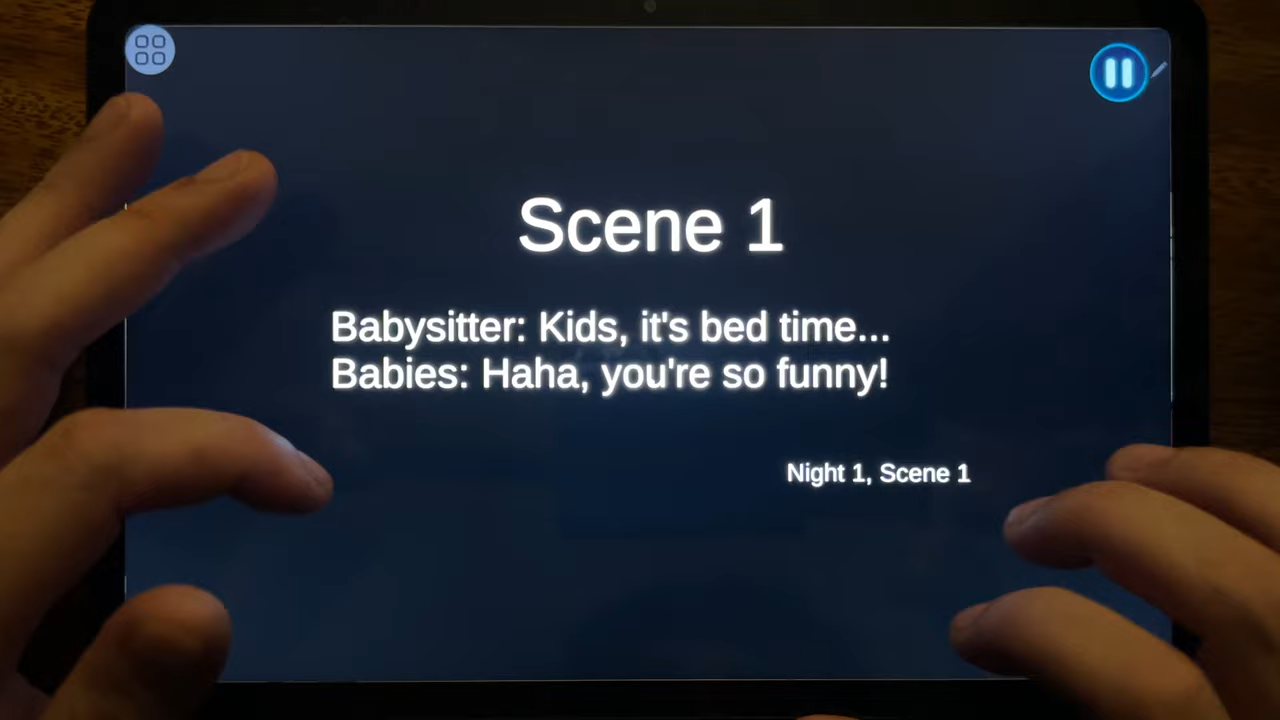 Scene 1
Babysitter: Kids, it's bed time...
Babies: Haha, you're so funny!
Night 1, Scene 1